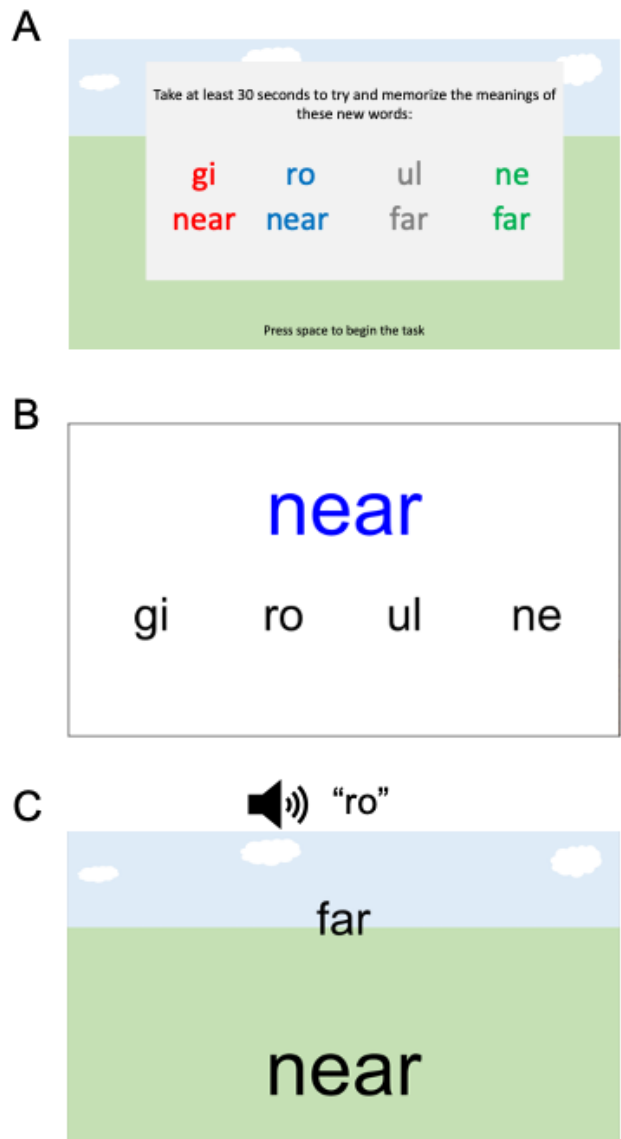 A
Take at least 30 seconds to try and memorize the meanings of
these new words:
gi ro ul ne
near near far far
Press space to begin the task
B
near
gi ro ul ne
C
“ro”
far
near